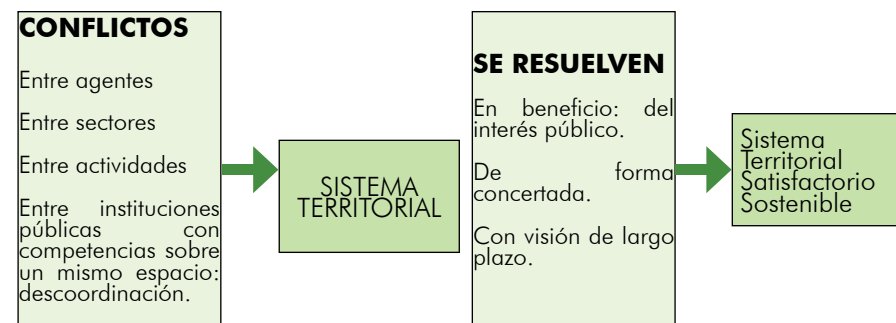 CONFLICTOS
Entre agentes
Entre sectores
Entre actividades
Entre instituciones
públicas con
competencias sobre
un mismo espacio:
descoordinación.
SISTEMA
TERRITORIAL
SE RESUELVEN
En beneficio: del
interés público.
De forma
concertada.
Con visión de largo
plazo.
Sistema
Territorial
Satisfactorio
Sostenible